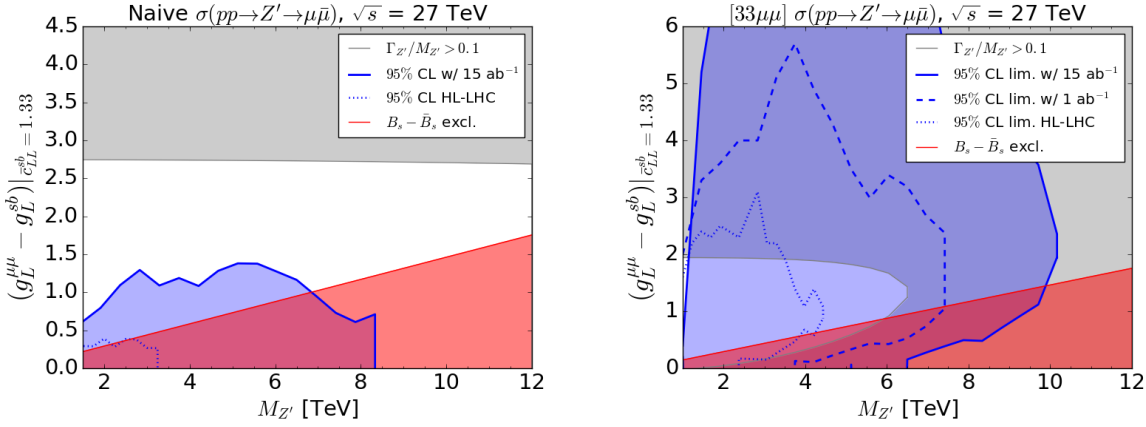 Naive σ(pp→Z′→μμ̄), √s = 27 TeV
4.5
4.0
3.5
3.0
2.5
2.0
1.5
1.0
0.5
0.0
(g_L^{μμ} − g_L^{sb})|_{c̄_{LL}^{sb}=1.33}
Γ_{Z′}/M_{Z′} > 0.1
95% CL w/ 15 ab⁻¹
95% CL HL-LHC
B_s − B̄_s excl.
2 4 6 8 10 12
M_{Z′} [TeV]
[33μμ] σ(pp→Z′→μμ̄), √s = 27 TeV
6
5
4
3
2
1
0
(g_L^{μμ} − g_L^{sb})|_{c̄_{LL}^{sb}=1.33}
Γ_{Z′}/M_{Z′} > 0.1
95% CL lim. w/ 15 ab⁻¹
95% CL lim. w/ 1 ab⁻¹
95% CL lim. HL-LHC
B_s − B̄_s excl.
2 4 6 8 10 12
M_{Z′} [TeV]